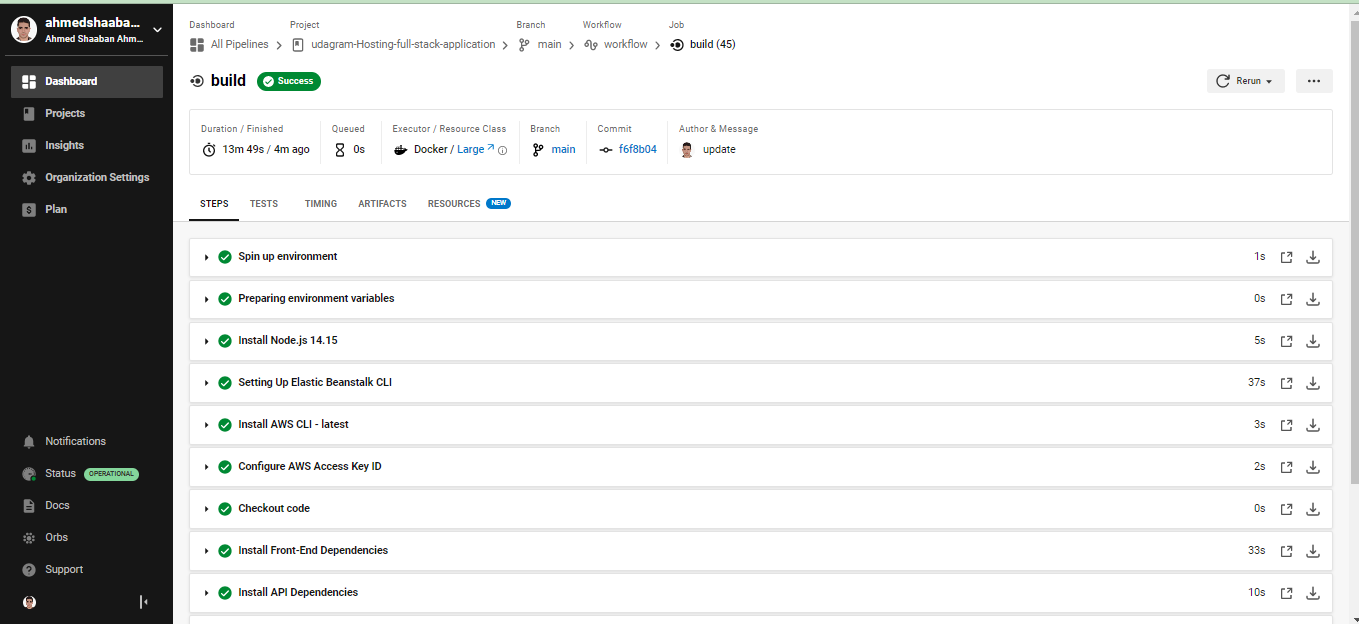 ahmedshaaba...
Ahmed Shaaban Ahm...
Dashboard
Projects
Insights
Organization Settings
Plan
Notifications
Status OPERATIONAL
Docs
Orbs
Support
Dashboard Project Branch Workflow Job
All Pipelines udagram-Hosting-full-stack-application main workflow build (45)
build Success Rerun
Duration / Finished Queued Executor / Resource Class Branch Commit Author & Message
13m 49s / 4m ago 0s Docker / Large main f6f8b04 update
STEPS TESTS TIMING ARTIFACTS RESOURCES NEW
Spin up environment 1s
Preparing environment variables 0s
Install Node.js 14.15 5s
Setting Up Elastic Beanstalk CLI 37s
Install AWS CLI - latest 3s
Configure AWS Access Key ID 2s
Checkout code 0s
Install Front-End Dependencies 33s
Install API Dependencies 10s